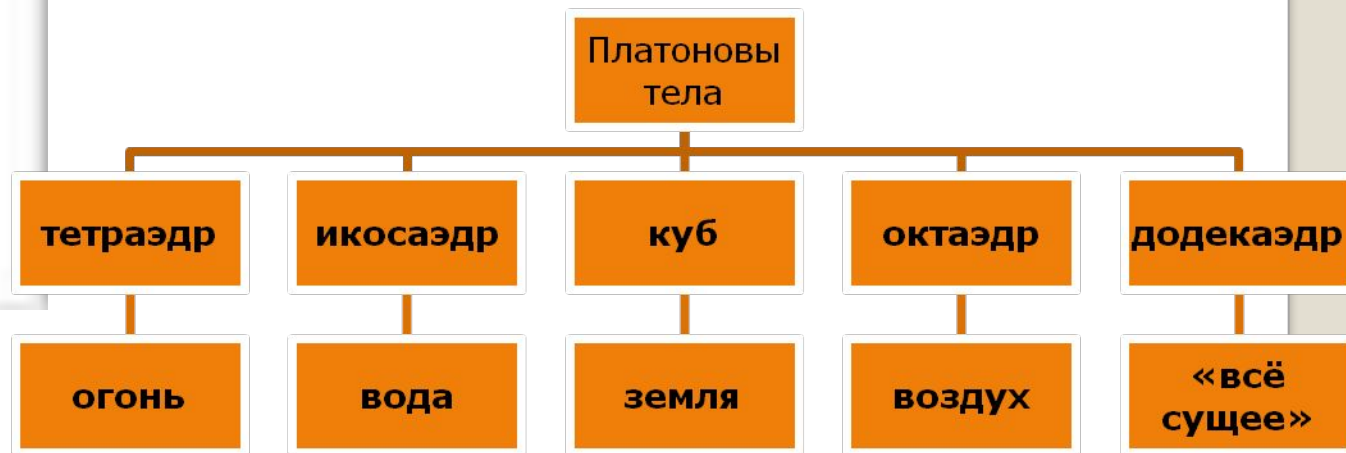 Платоновы
тела
тетраэдр
икосаэдр
куб
октаэдр
додекаэдр
огонь
вода
земля
воздух
«всё
сущее»